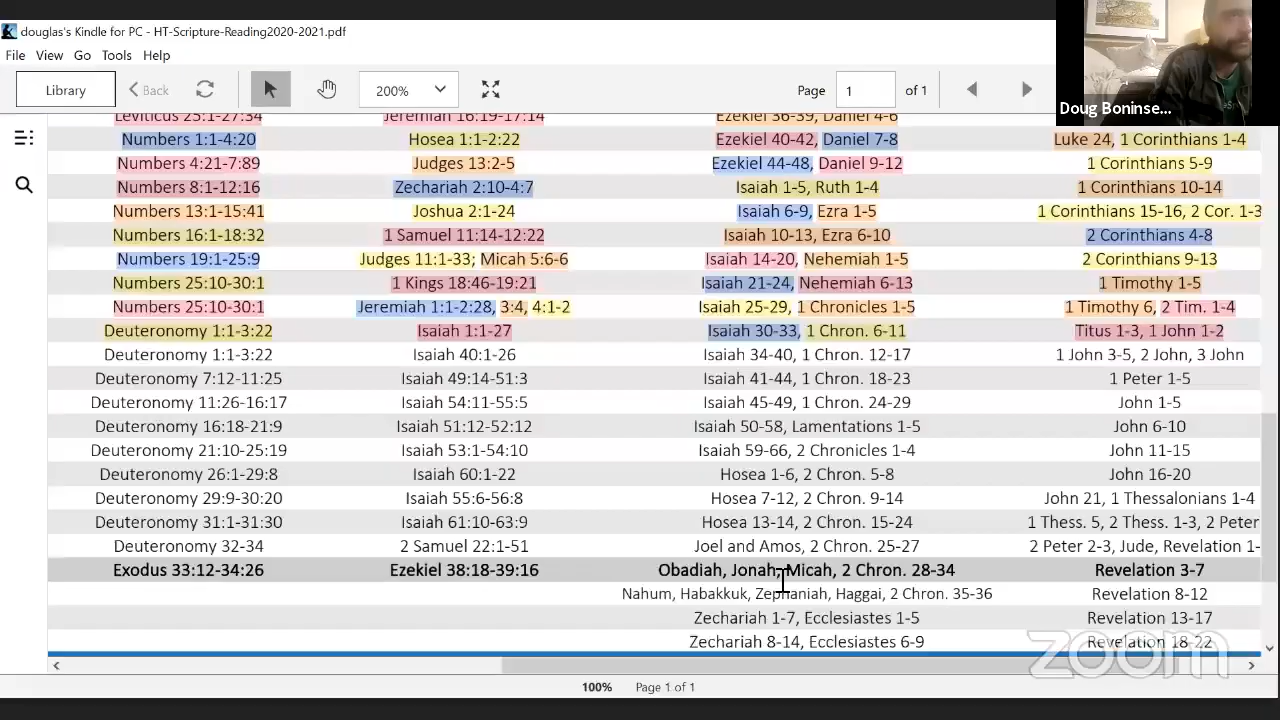 douglas's Kindle for PC - HT-Scripture-Reading2020-2021.pdf
File View Go Tools Help
Library Back 200% Page 1 of 1
Doug Boninse...
Leviticus 25:1-27:34 Jeremiah 16:19-17:14 Ezekiel 36-39, Daniel 4-6
Numbers 1:1-4:20 Hosea 1:1-2:22 Ezekiel 40-42, Daniel 7-8 Luke 24, 1 Corinthians 1-4
Numbers 4:21-7:89 Judges 13:2-5 Ezekiel 44-48, Daniel 9-12 1 Corinthians 5-9
Numbers 8:1-12:16 Zechariah 2:10-4:7 Isaiah 1-5, Ruth 1-4 1 Corinthians 10-14
Numbers 13:1-15:41 Joshua 2:1-24 Isaiah 6-9, Ezra 1-5 1 Corinthians 15-16, 2 Cor. 1-3
Numbers 16:1-18:32 1 Samuel 11:14-12:22 Isaiah 10-13, Ezra 6-10 2 Corinthians 4-8
Numbers 19:1-25:9 Judges 11:1-33; Micah 5:6-6 Isaiah 14-20, Nehemiah 1-5 2 Corinthians 9-13
Numbers 25:10-30:1 1 Kings 18:46-19:21 Isaiah 21-24, Nehemiah 6-13 1 Timothy 1-5
Numbers 25:10-30:1 Jeremiah 1:1-2:28, 3:4, 4:1-2 Isaiah 25-29, 1 Chronicles 1-5 1 Timothy 6, 2 Tim. 1-4
Deuteronomy 1:1-3:22 Isaiah 1:1-27 Isaiah 30-33, 1 Chron. 6-11 Titus 1-3, 1 John 1-2
Deuteronomy 1:1-3:22 Isaiah 40:1-26 Isaiah 34-40, 1 Chron. 12-17 1 John 3-5, 2 John, 3 John
Deuteronomy 7:12-11:25 Isaiah 49:14-51:3 Isaiah 41-44, 1 Chron. 18-23 1 Peter 1-5
Deuteronomy 11:26-16:17 Isaiah 54:11-55:5 Isaiah 45-49, 1 Chron. 24-29 John 1-5
Deuteronomy 16:18-21:9 Isaiah 51:12-52:12 Isaiah 50-58, Lamentations 1-5 John 6-10
Deuteronomy 21:10-25:19 Isaiah 53:1-54:10 Isaiah 59-66, 2 Chronicles 1-4 John 11-15
Deuteronomy 26:1-29:8 Isaiah 60:1-22 Hosea 1-6, 2 Chron. 5-8 John 16-20
Deuteronomy 29:9-30:20 Isaiah 55:6-56:8 Hosea 7-12, 2 Chron. 9-14 John 21, 1 Thessalonians 1-4
Deuteronomy 31:1-31:30 Isaiah 61:10-63:9 Hosea 13-14, 2 Chron. 15-24 1 Thess. 5, 2 Thess. 1-3, 2 Peter
Deuteronomy 32-34 2 Samuel 22:1-51 Joel and Amos, 2 Chron. 25-27 2 Peter 2-3, Jude, Revelation 1-
Exodus 33:12-34:26 Ezekiel 38:18-39:16 Obadiah, Jonah, Micah, 2 Chron. 28-34 Revelation 3-7
Nahum, Habakkuk, Zephaniah, Haggai, 2 Chron. 35-36 Revelation 8-12
Zechariah 1-7, Ecclesiastes 1-5 Revelation 13-17
Zechariah 8-14, Ecclesiastes 6-9 Revelation 18-22
zoom
100% Page 1 of 1